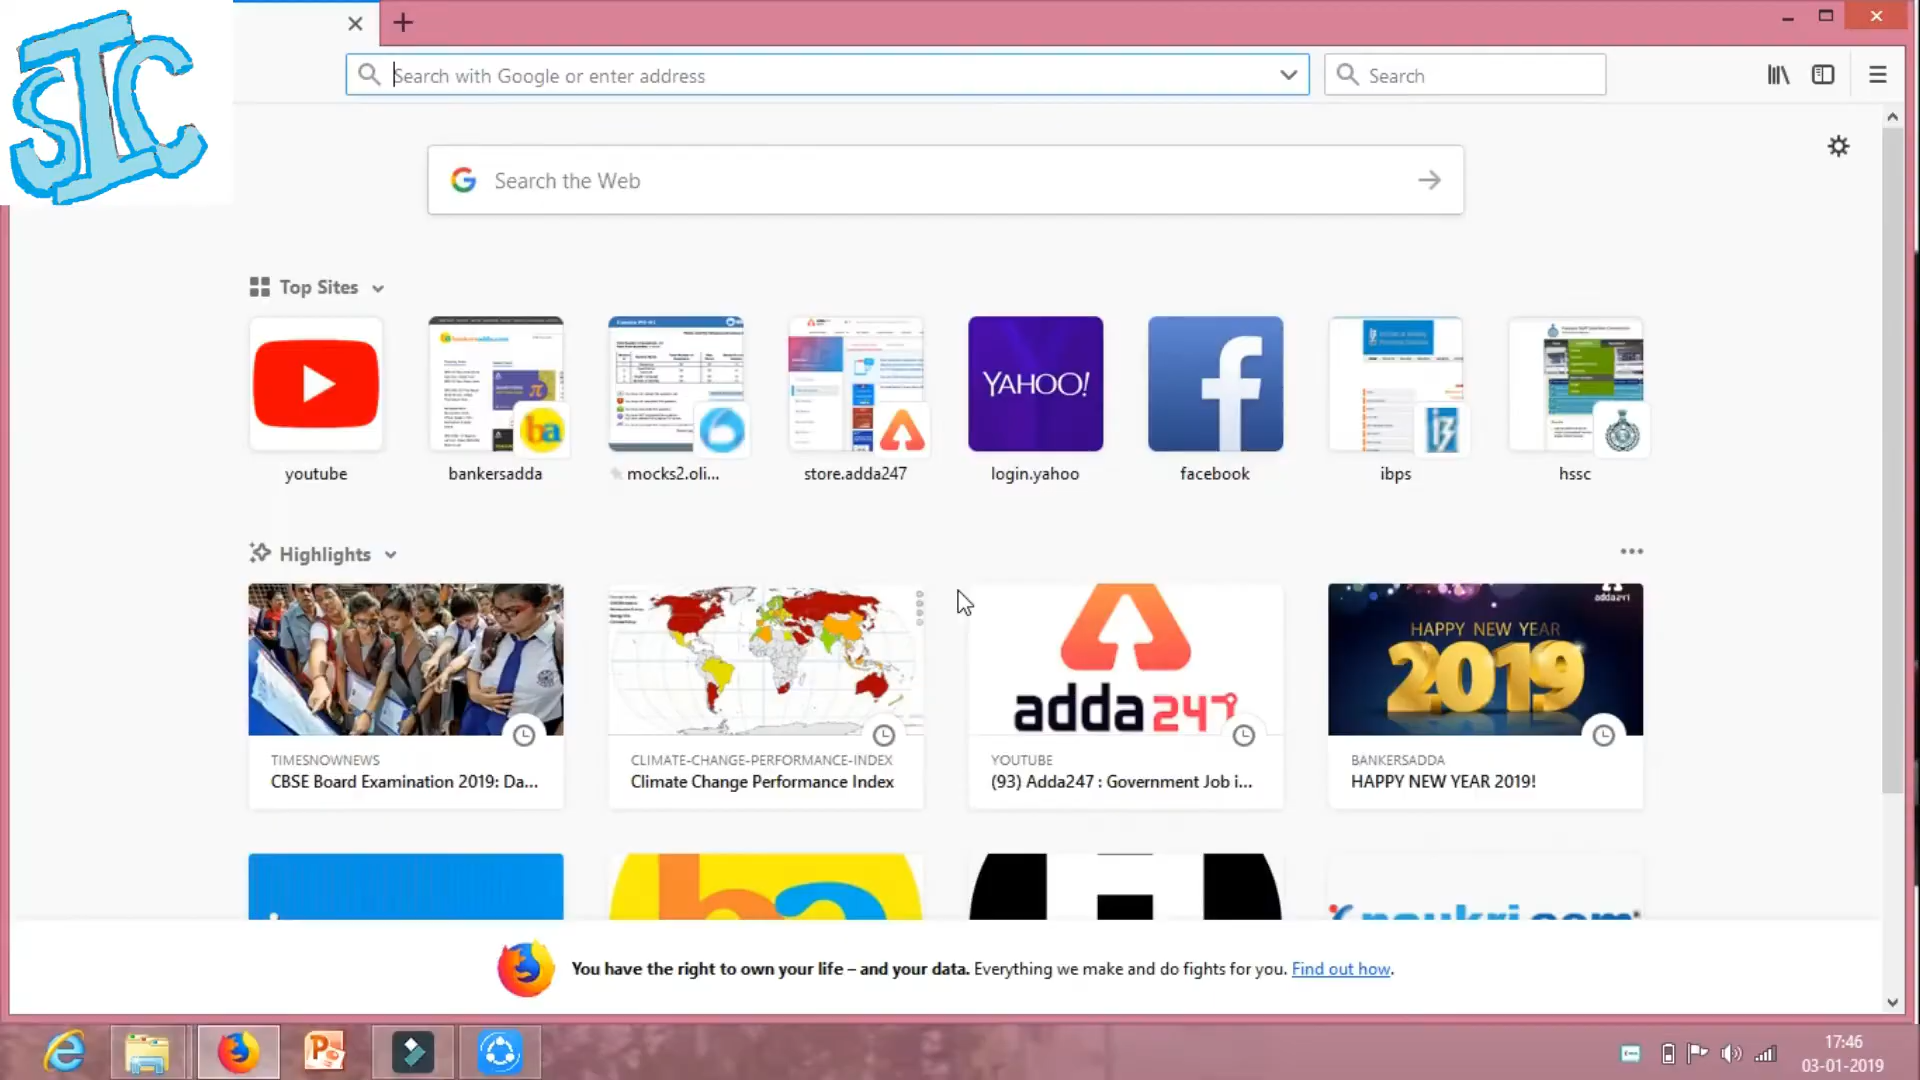 SIC
Search with Google or enter address
Search
Search the Web
Top Sites
YAHOO!
youtube
bankersadda
mocks2.oli...
store.adda247
login.yahoo
facebook
ibps
hssc
Highlights
adda247
adda247
HAPPY NEW YEAR
2019
TIMESNOWNEWS
CBSE Board Examination 2019: Da...
CLIMATE-CHANGE-PERFORMANCE-INDEX
Climate Change Performance Index
YOUTUBE
(93) Adda247 : Government Job i...
BANKERSADDA
HAPPY NEW YEAR 2019!
ba
naukri.com
You have the right to own your life – and your data. Everything we make and do fights for you. Find out how.
17:46
03-01-2019